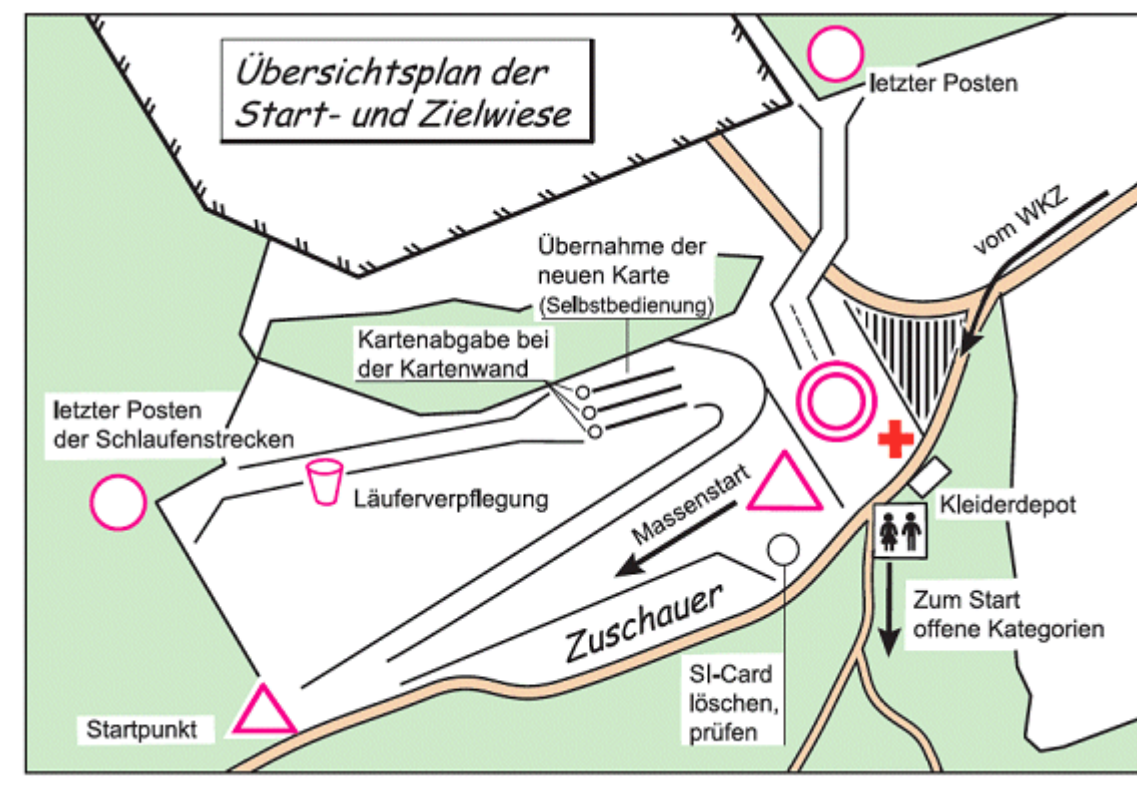 Übersichtsplan der
Start- und Zielwiese
letzter Posten
vom WKZ
Übernahme der
neuen Karte
(Selbstbedienung)
Kartenabgabe bei
der Kartenwand
letzter Posten
der Schlaufenstrecken
Läuferverpflegung
Massenstart
Kleiderdepot
Zuschauer
Zum Start
offene Kategorien
SI-Card
löschen,
prüfen
Startpunkt